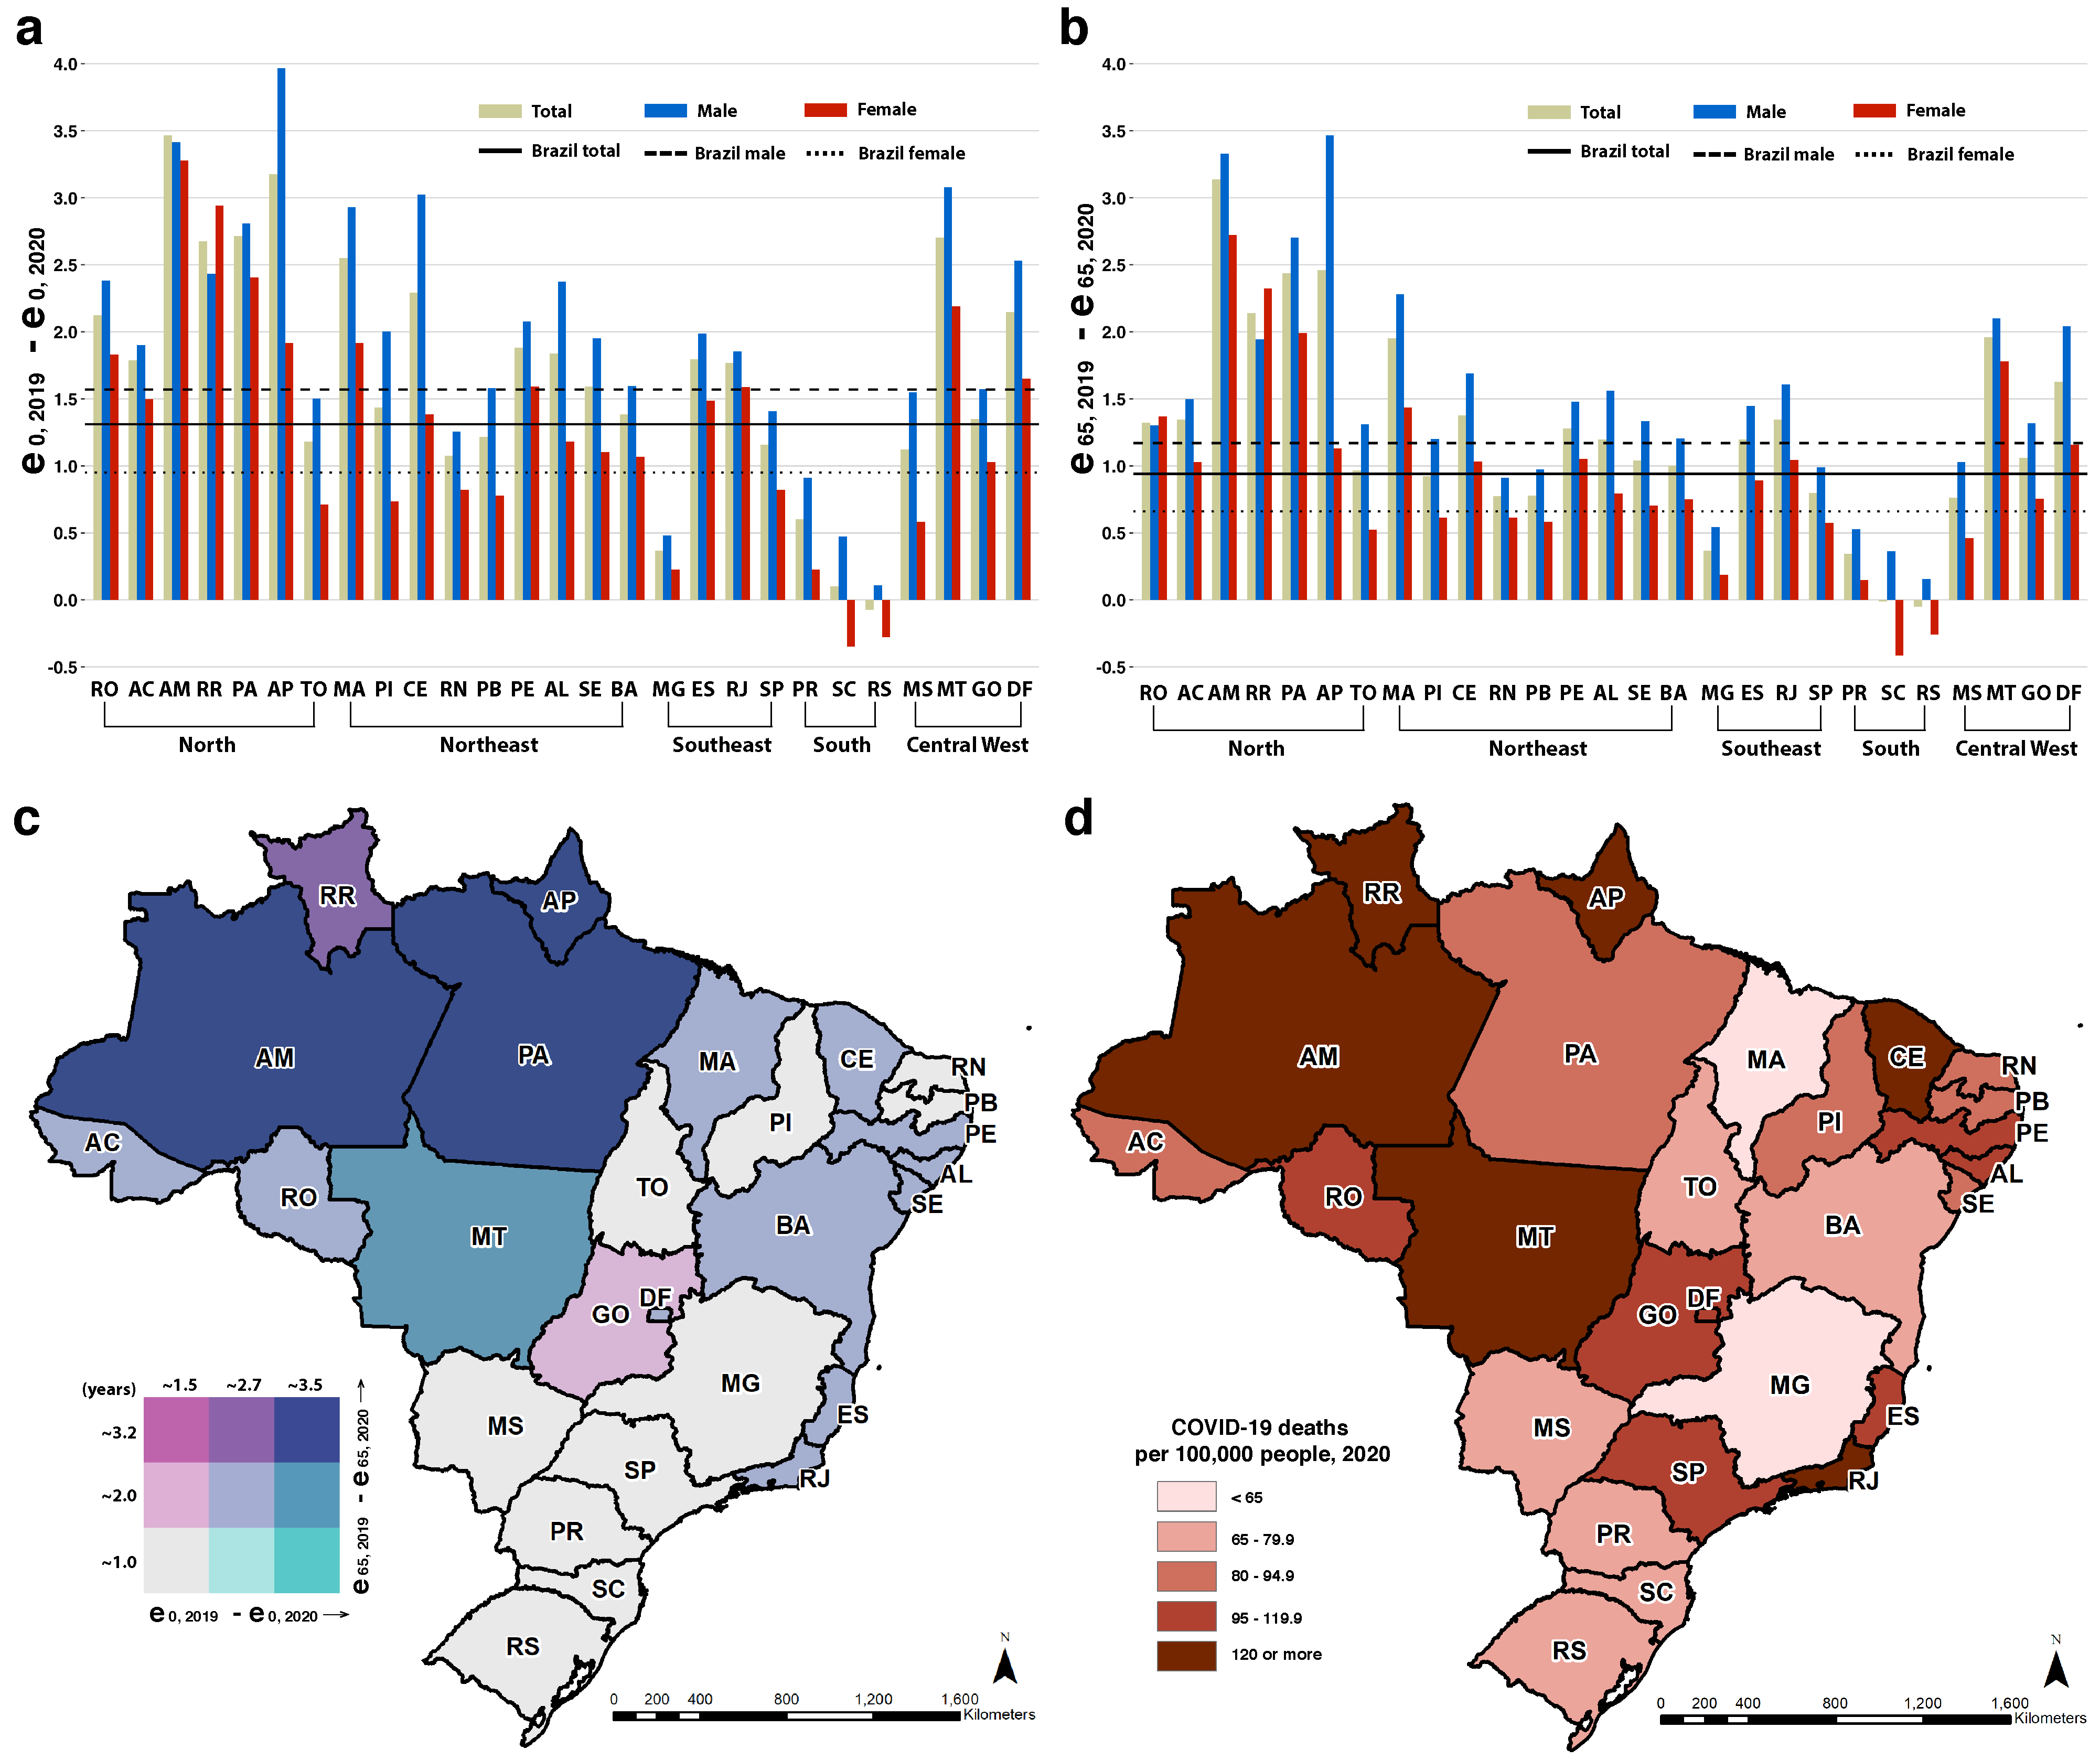 a
4.0
3.5
3.0
2.5
2.0
1.5
1.0
0.5
0.0
-0.5
e 0, 2019 - e 0, 2020
Total Male Female
Brazil total Brazil male Brazil female
RO AC AM RR PA AP TO MA PI CE RN PB PE AL SE BA MG ES RJ SP PR SC RS MS MT GO DF
North Northeast Southeast South Central West
b
4.0
3.5
3.0
2.5
2.0
1.5
1.0
0.5
0.0
-0.5
e 65, 2019 - e 65, 2020
Total Male Female
Brazil total Brazil male Brazil female
RO AC AM RR PA AP TO MA PI CE RN PB PE AL SE BA MG ES RJ SP PR SC RS MS MT GO DF
North Northeast Southeast South Central West
c
RR
AP
AM
PA
MA
CE
RN
PB
PI
PE
AC
AL
TO
RO
SE
BA
MT
DF
GO
MG
ES
MS
SP
RJ
PR
SC
RS
(years) ~1.5 ~2.7 ~3.5
~3.2
~2.0
~1.0
e 65, 2019 - e 65, 2020
e 0, 2019 - e 0, 2020
N
0 200 400 800 1,200 1,600
Kilometers
d
RR
AP
AM
PA
MA
CE
RN
PB
PI
PE
AC
AL
TO
RO
SE
BA
MT
DF
GO
MG
ES
MS
SP
RJ
PR
SC
RS
COVID-19 deaths
per 100,000 people, 2020
< 65
65 - 79.9
80 - 94.9
95 - 119.9
120 or more
N
0 200 400 800 1,200 1,600
Kilometers